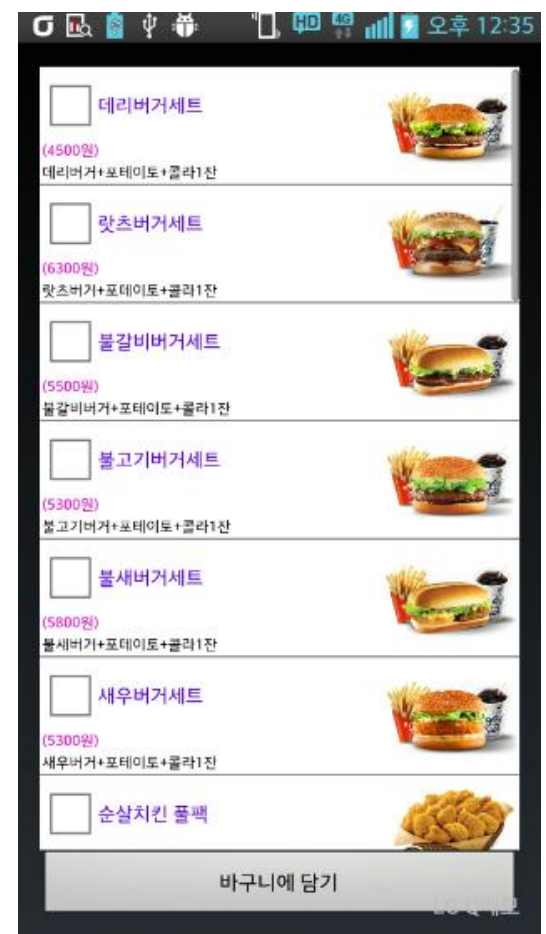 HD 4G 오후 12:35
데리버거세트
(4500원)
데리버거+포테이토+콜라1잔
랏츠버거세트
(6300원)
랏츠버거+포테이토+콜라1잔
불갈비버거세트
(5500원)
불갈비버거+포테이토+콜라1잔
불고기버거세트
(5300원)
불고기버거+포테이토+콜라1잔
불새버거세트
(5800원)
불새버거+포테이토+콜라1잔
새우버거세트
(5300원)
새우버거+포테이토+콜라1잔
순살치킨 풀팩
바구니에 담기
LG Q메모